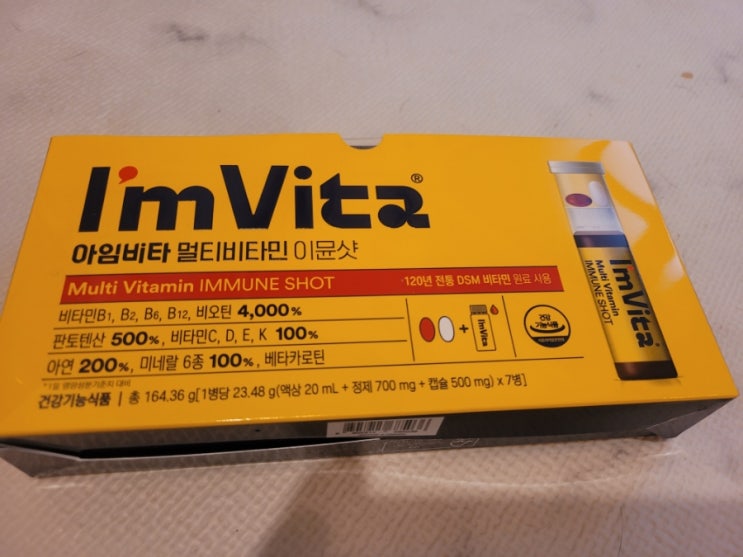 I'm Vita®
아임비타 멀티비타민 이뮨샷
Multi Vitamin IMMUNE SHOT
·120년 전통 DSM 비타민 원료 사용
비타민B1, B2, B6, B12, 비오틴 4,000%
판토텐산 500%, 비타민C, D, E, K 100%
아연 200%, 미네랄 6종 100%, 베타카로틴
*1일 영양성분기준치 대비
건강기능식품 | 총 164.36 g[1병당 23.48 g(액상 20 mL + 정제 700 mg + 캡슐 500 mg) x 7병]
+
ImVita
건강
기능식품
ImVita
Multi Vitamin
IMMUNE SHOT